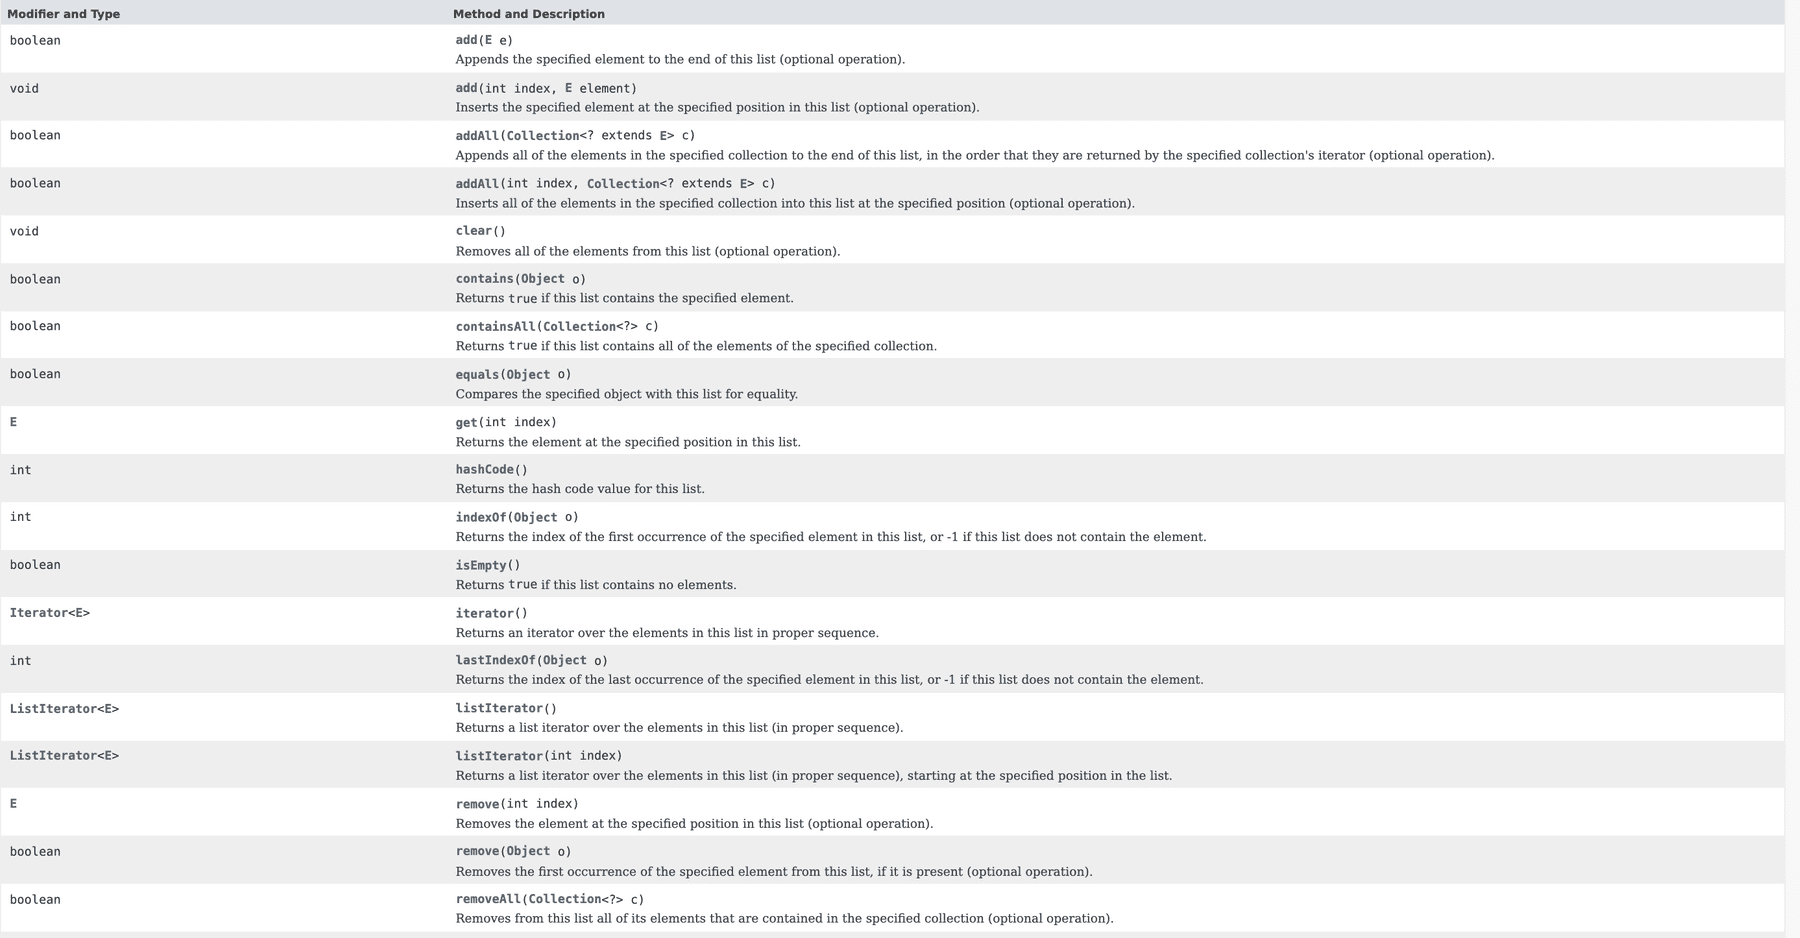 Modifier and Type Method and Description
boolean add(E e)
Appends the specified element to the end of this list (optional operation).
void add(int index, E element)
Inserts the specified element at the specified position in this list (optional operation).
boolean addAll(Collection<? extends E> c)
Appends all of the elements in the specified collection to the end of this list, in the order that they are returned by the specified collection's iterator (optional operation).
boolean addAll(int index, Collection<? extends E> c)
Inserts all of the elements in the specified collection into this list at the specified position (optional operation).
void clear()
Removes all of the elements from this list (optional operation).
boolean contains(Object o)
Returns true if this list contains the specified element.
boolean containsAll(Collection<?> c)
Returns true if this list contains all of the elements of the specified collection.
boolean equals(Object o)
Compares the specified object with this list for equality.
E get(int index)
Returns the element at the specified position in this list.
int hashCode()
Returns the hash code value for this list.
int indexOf(Object o)
Returns the index of the first occurrence of the specified element in this list, or -1 if this list does not contain the element.
boolean isEmpty()
Returns true if this list contains no elements.
Iterator<E> iterator()
Returns an iterator over the elements in this list in proper sequence.
int lastIndexOf(Object o)
Returns the index of the last occurrence of the specified element in this list, or -1 if this list does not contain the element.
ListIterator<E> listIterator()
Returns a list iterator over the elements in this list (in proper sequence).
ListIterator<E> listIterator(int index)
Returns a list iterator over the elements in this list (in proper sequence), starting at the specified position in the list.
E remove(int index)
Removes the element at the specified position in this list (optional operation).
boolean remove(Object o)
Removes the first occurrence of the specified element from this list, if it is present (optional operation).
boolean removeAll(Collection<?> c)
Removes from this list all of its elements that are contained in the specified collection (optional operation).